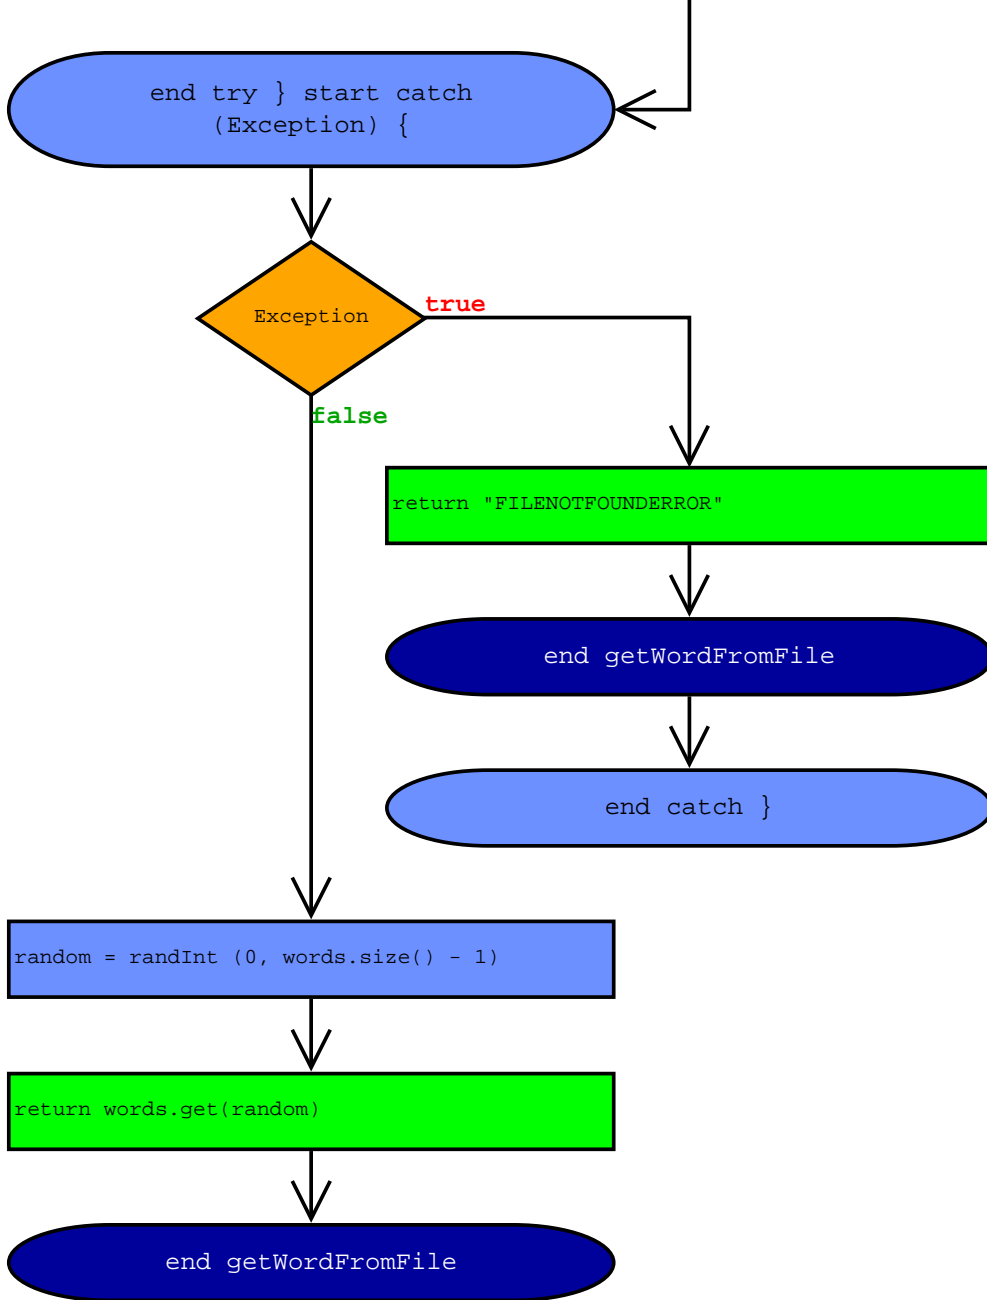 end try } start catch
(Exception) {
Exception
true
false
return "FILENOTFOUNDERROR"
end getWordFromFile
end catch }
random = randInt (0, words.size() - 1)
return words.get(random)
end getWordFromFile